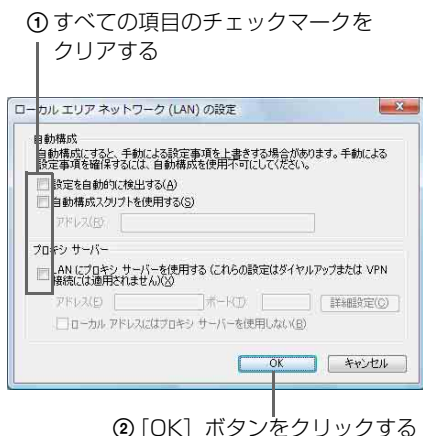 ①すべての項目のチェックマークを
クリアする
ローカル エリア ネットワーク (LAN) の設定
自動構成
自動構成にすると、手動による設定事項を上書きする場合があります。手動による
設定事項を確保するには、自動構成を使用不可にしてください。
設定を自動的に検出する(A)
自動構成スクリプトを使用する(S)
アドレス(R)
プロキシ サーバー
LAN にプロキシ サーバーを使用する (これらの設定はダイヤルアップまたは VPN
接続には適用されません)(X)
アドレス(E) ポート(T) 詳細設定(C)
ローカル アドレスにはプロキシ サーバーを使用しない(B)
OK キャンセル
②［OK］ボタンをクリックする